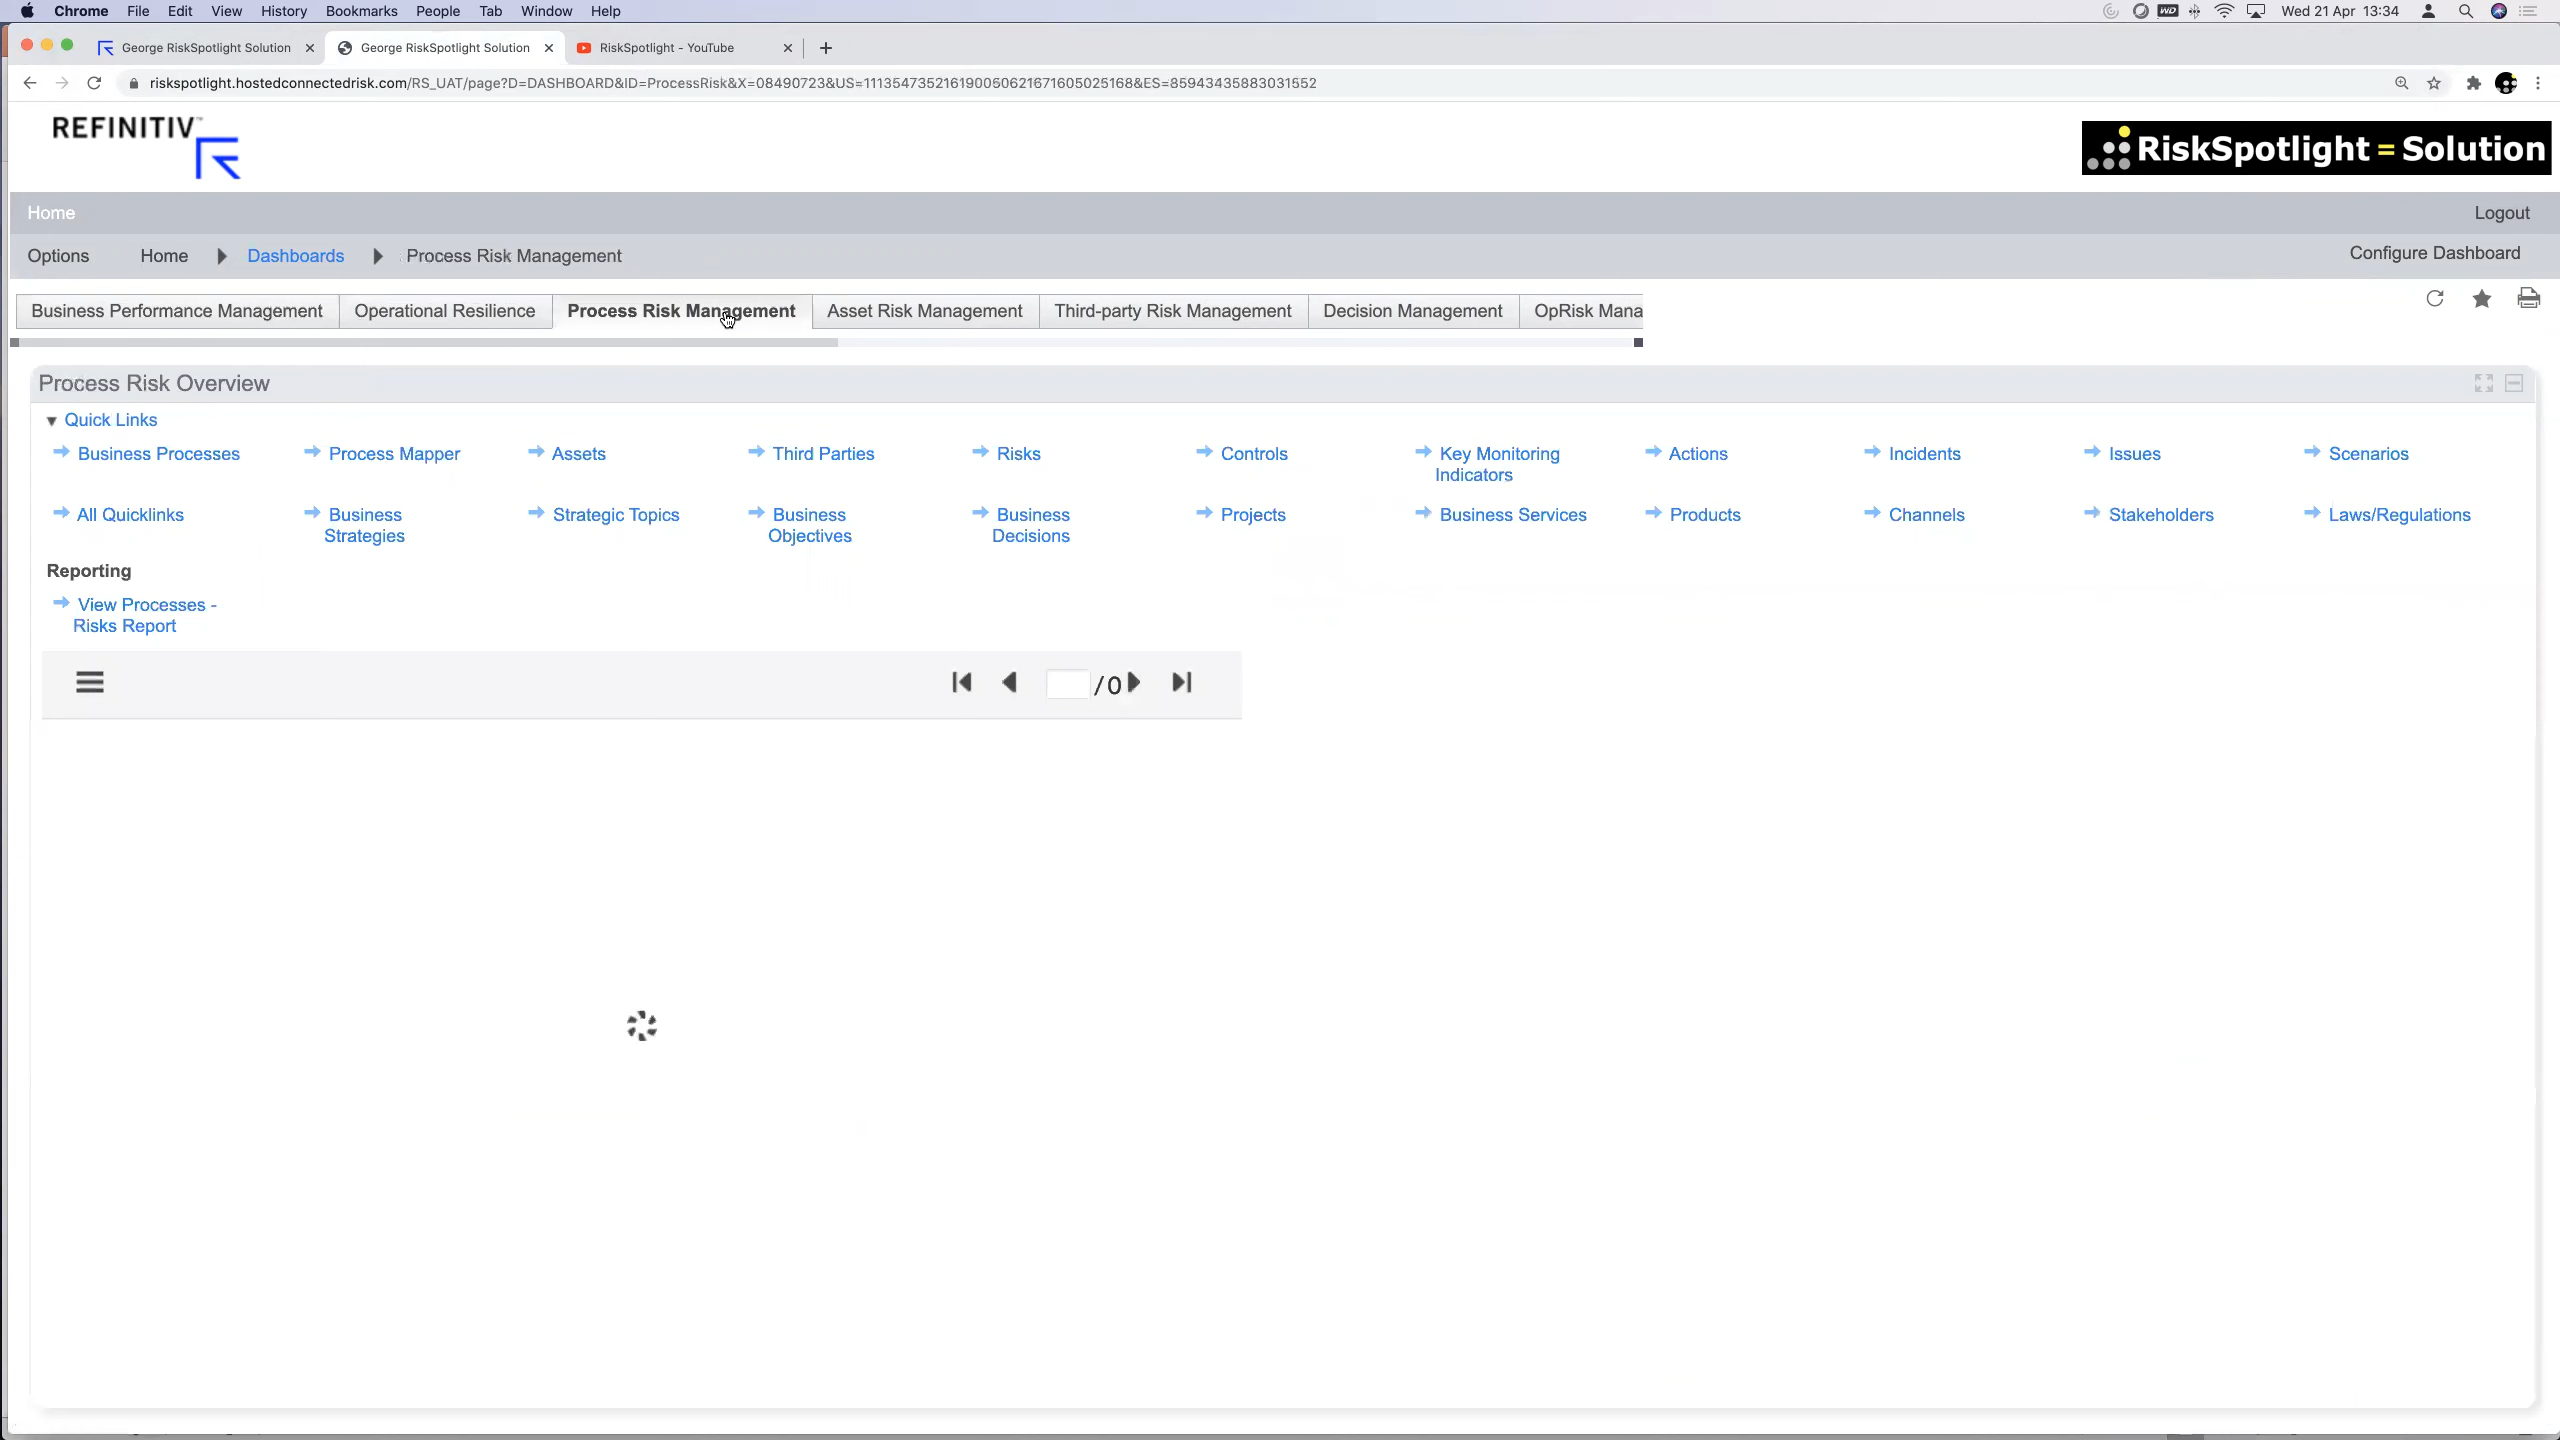 Chrome File Edit View History Bookmarks People Tab Window Help
WD Wed 21 Apr 13:34
George RiskSpotlight Solution George RiskSpotlight Solution RiskSpotlight - YouTube
riskspotlight.hostedconnectedrisk.com/RS_UAT/page?D=DASHBOARD&ID=ProcessRisk&X=08490723&US=11135473521619006062167160502516​8&ES=85943435883031552
REFINITIV™
RiskSpotlight = Solution
Home Logout
Options Home Dashboards Process Risk Management Configure Dashboard
Business Performance Management Operational Resilience Process Risk Management Asset Risk Management Third-party Risk Management Decision Management OpRisk Mana
Process Risk Overview
Quick Links
Business Processes Process Mapper Assets Third Parties Risks Controls Key Monitoring Actions Incidents Issues Scenarios
Indicators
All Quicklinks Business Strategic Topics Business Business Projects Business Services Products Channels Stakeholders Laws/Regulations
Strategies Objectives Decisions
Reporting
View Processes -
Risks Report
/0